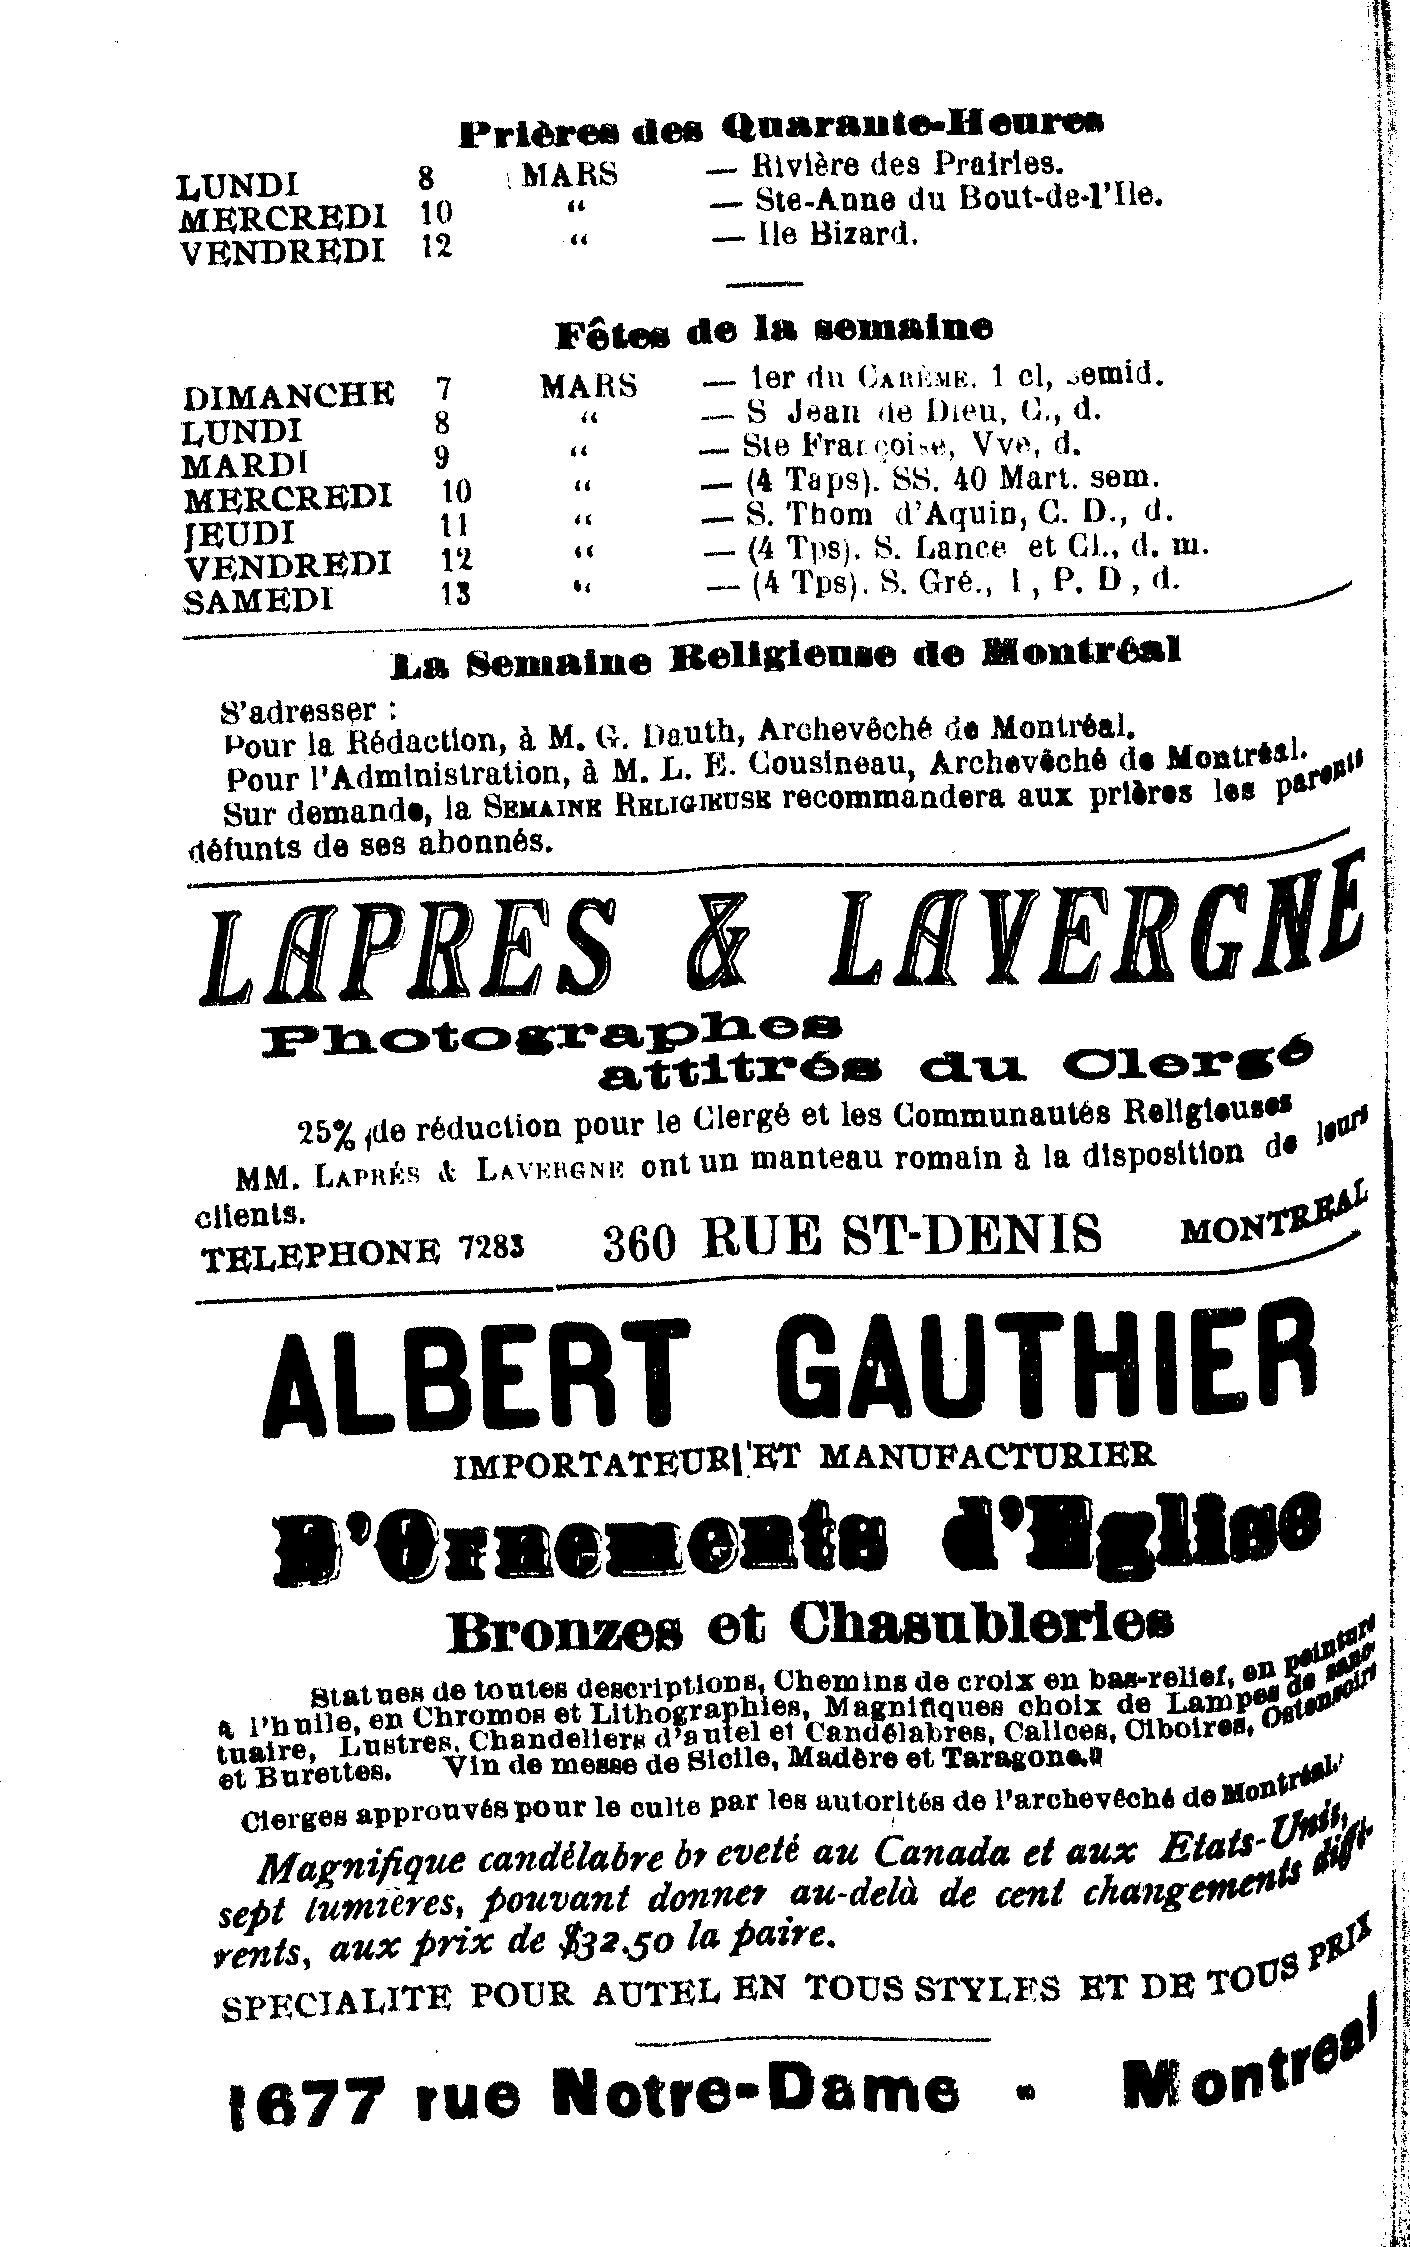 Prières des Quarante-Heures
LUNDI 8 MARS — Rivière des Prairies.
MERCREDI 10 “ — Ste-Anne du Bout-de-l'Ile.
VENDREDI 12 “ — Ile Bizard.
Fêtes de la semaine
DIMANCHE 7 MARS — 1er du CARÊME. 1 cl, semid.
LUNDI 8 “ — S Jean de Dieu, C., d.
MARDI 9 “ — Ste Françoise, Vve, d.
MERCREDI 10 “ — (4 Taps). SS. 40 Mart. sem.
JEUDI 11 “ — S. Thom d'Aquin, C. D., d.
VENDREDI 12 “ — (4 Tps). S. Lance et Cl., d. m.
SAMEDI 13 “ — (4 Tps). S. Gré., I, P. D, d.
La Semaine Religieuse de Montréal
S'adresser :
Pour la Rédaction, à M. G. Dauth, Archevêché de Montréal.
Pour l'Administration, à M. L. E. Cousineau, Archevêché de Montréal.
Sur demande, la SEMAINE RELIGIEUSE recommandera aux prières les parents
défunts de ses abonnés.
LAPRES & LAVERGNE
Photographes
attitrés du Clergé
25% de réduction pour le Clergé et les Communautés Religieuses
MM. LAPRÉS & LAVERGNE ont un manteau romain à la disposition de leurs
clients.
TELEPHONE 7283 360 RUE ST-DENIS MONTREAL
ALBERT GAUTHIER
IMPORTATEUR ET MANUFACTURIER
D'Ornements d'Eglise
Bronzes et Chasubleries
Statues de toutes descriptions, Chemins de croix en bas-relief, en peinture
à l'huile, en Chromos et Lithographies, Magnifiques choix de Lampes de sanc-
tuaire, Lustres, Chandeliers d'autel et Candélabres, Calices, Ciboires, Ostensoirs
et Burettes. Vin de messe de Sicile, Madère et Taragone.
Cierges approuvés pour le culte par les autorités de l'archevêché de Montréal.
Magnifique candélabre breveté au Canada et aux Etats-Unis,
sept lumières, pouvant donner au-delà de cent changements diffé-
rents, aux prix de $32.50 la paire.
SPECIALITE POUR AUTEL EN TOUS STYLES ET DE TOUS PRIX
1677 rue Notre-Dame - Montreal